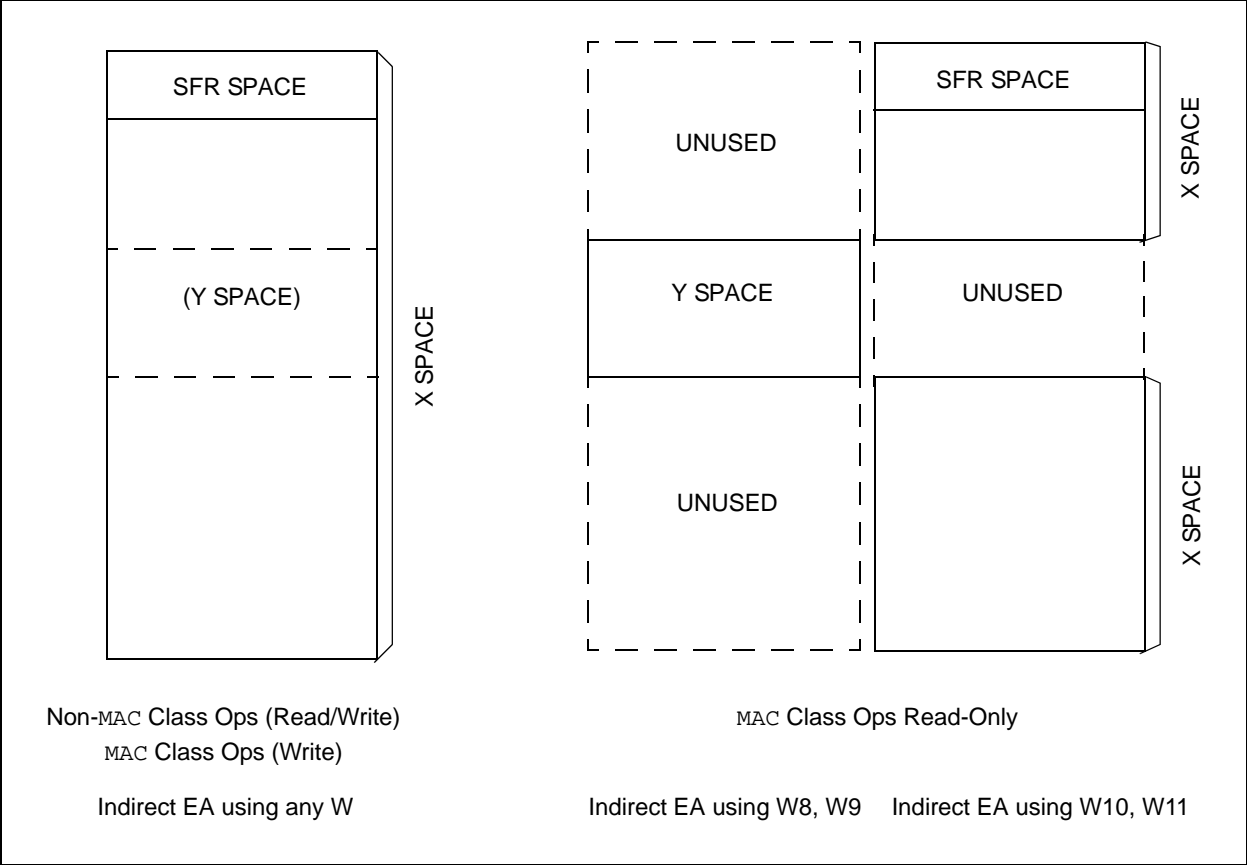 SFR SPACE
(Y SPACE)
X SPACE
Non-MAC Class Ops (Read/Write)
MAC Class Ops (Write)
Indirect EA using any W
UNUSED
Y SPACE
UNUSED
SFR SPACE
X SPACE
UNUSED
X SPACE
MAC Class Ops Read-Only
Indirect EA using W8, W9
Indirect EA using W10, W11